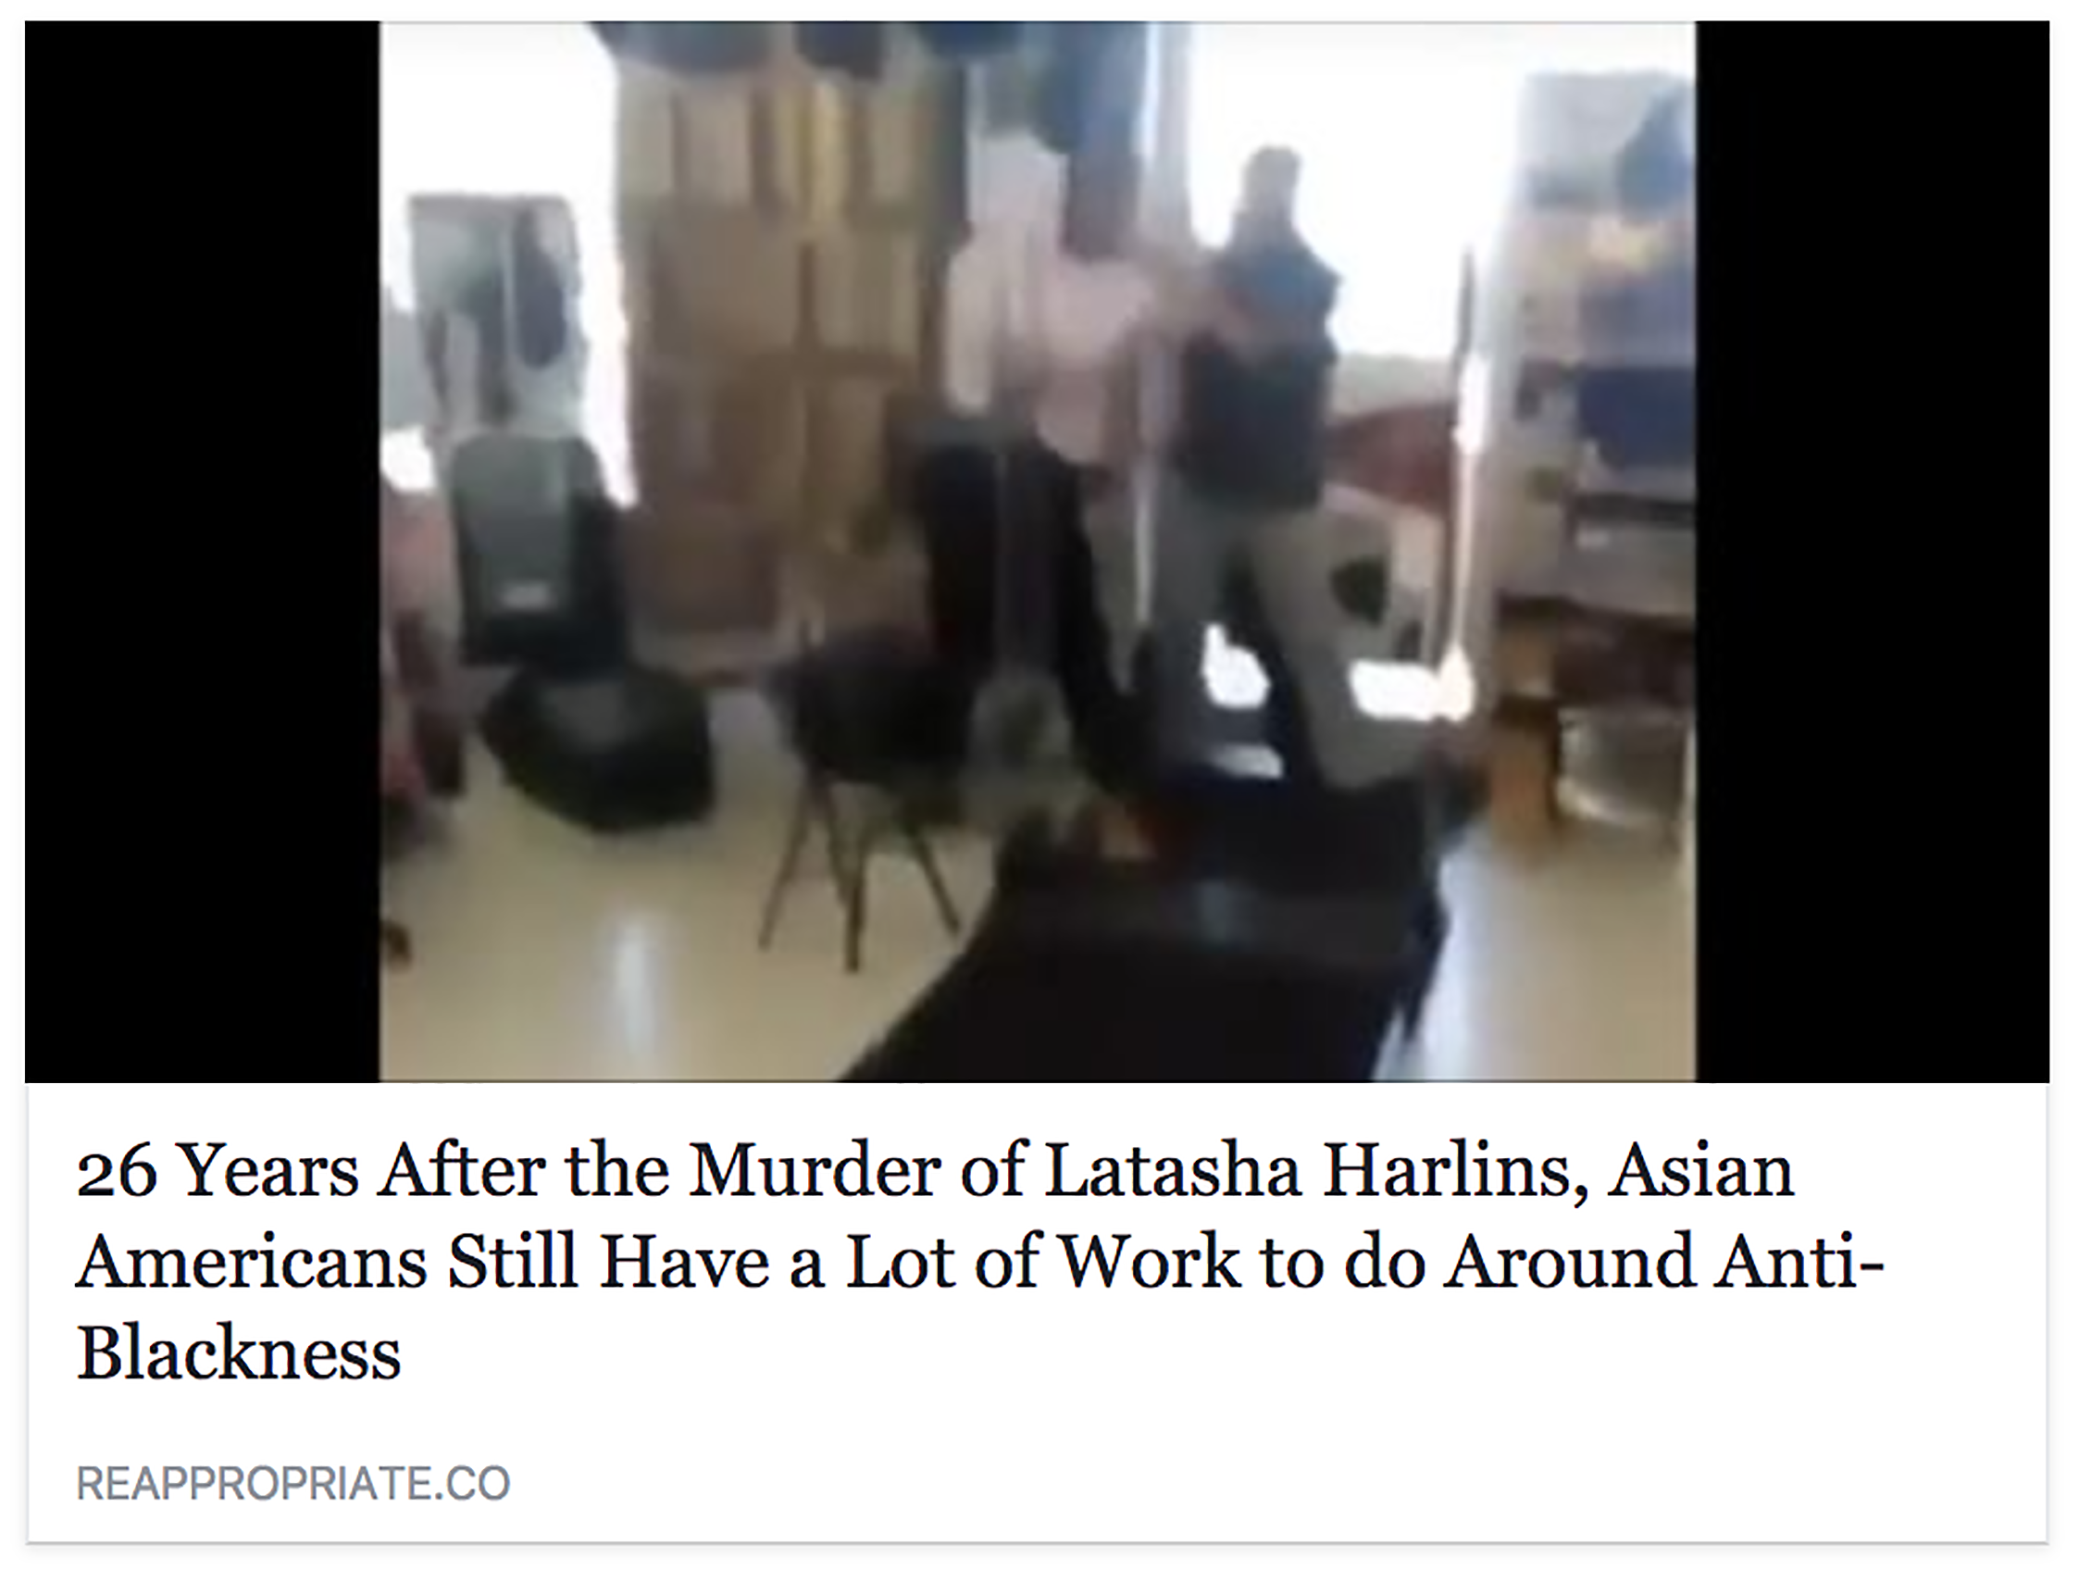 26 Years After the Murder of Latasha Harlins, Asian
Americans Still Have a Lot of Work to do Around Anti-
Blackness
REAPPROPRIATE.CO